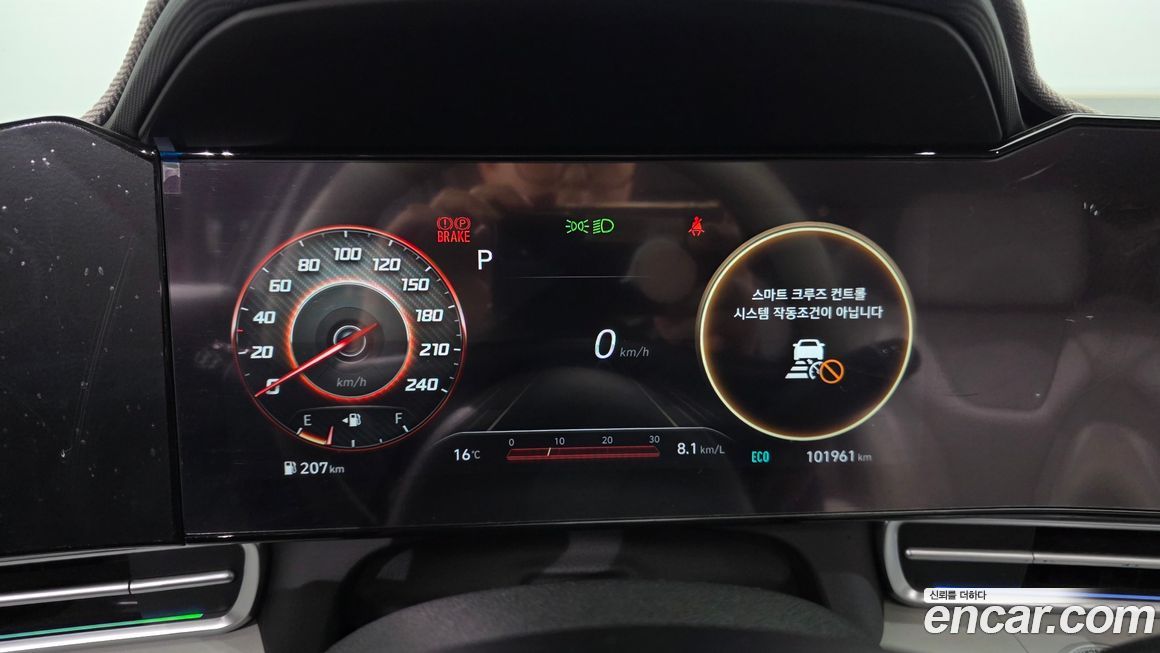 BRAKE
P
0
20
40
60
80
100
120
150
180
210
240
km/h
E
F
207 km
0 km/h
16℃
0 10 20 30
8.1 km/L
스마트 크루즈 컨트롤
시스템 작동조건이 아닙니다
ECO
101961 km
신뢰를 더하다
encar.com